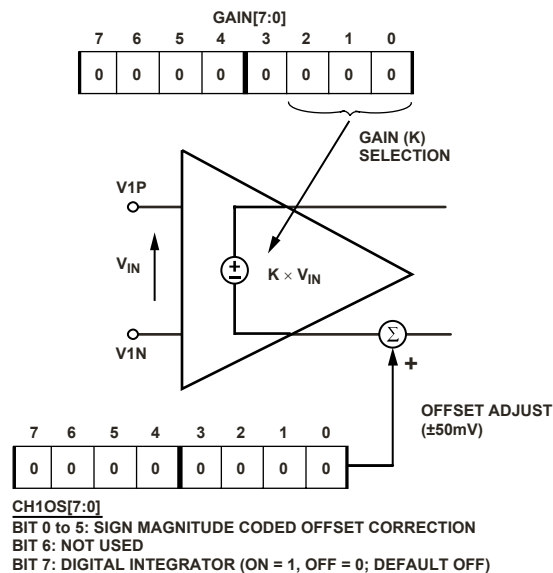 GAIN[7:0]
7 6 5 4 3 2 1 0
0 0 0 0 0 0 0 0
GAIN (K)
SELECTION
V1P
VIN
K × VIN
V1N
Σ
+
OFFSET ADJUST
(±50mV)
7 6 5 4 3 2 1 0
0 0 0 0 0 0 0 0
CH1OS[7:0]
BIT 0 to 5: SIGN MAGNITUDE CODED OFFSET CORRECTION
BIT 6: NOT USED
BIT 7: DIGITAL INTEGRATOR (ON = 1, OFF = 0; DEFAULT OFF)